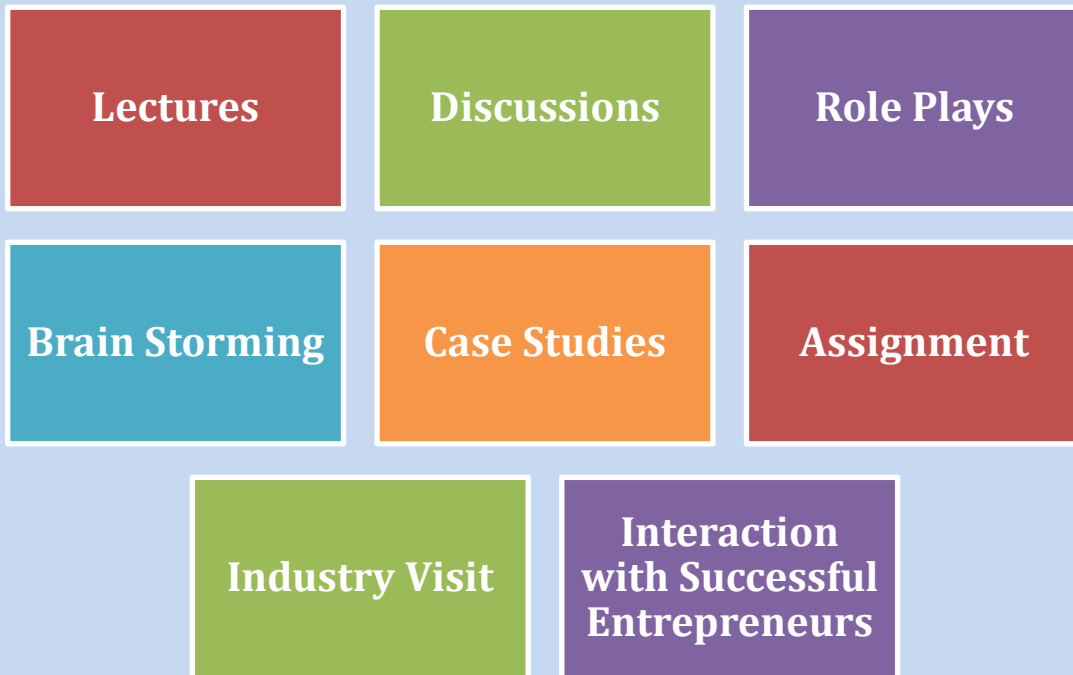 Lectures
Discussions
Role Plays
Brain Storming
Case Studies
Assignment
Industry Visit
Interaction
with Successful
Entrepreneurs